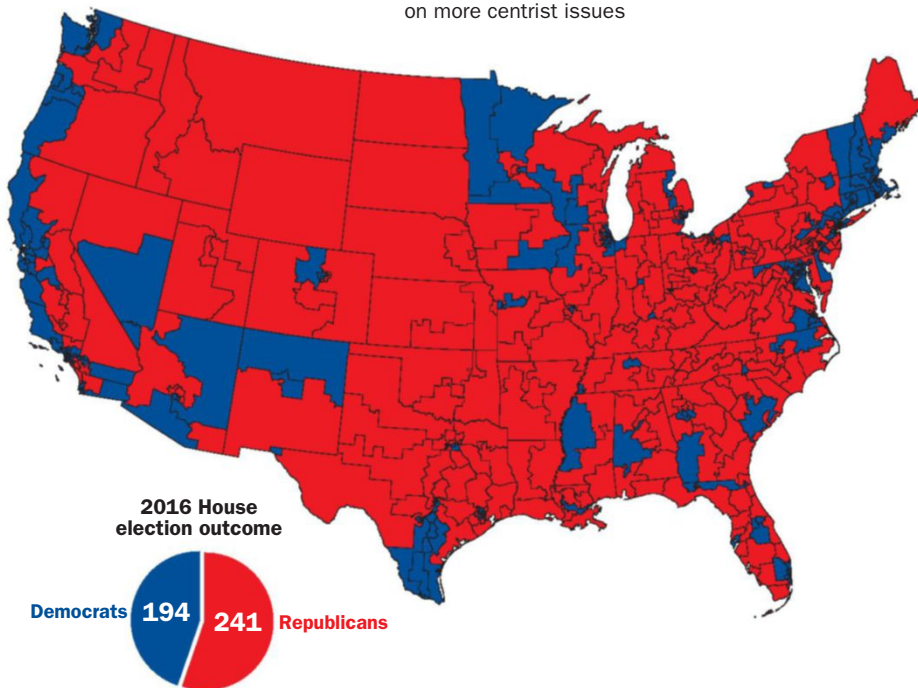 on more centrist issues
2016 House
election outcome
Democrats 194 241 Republicans